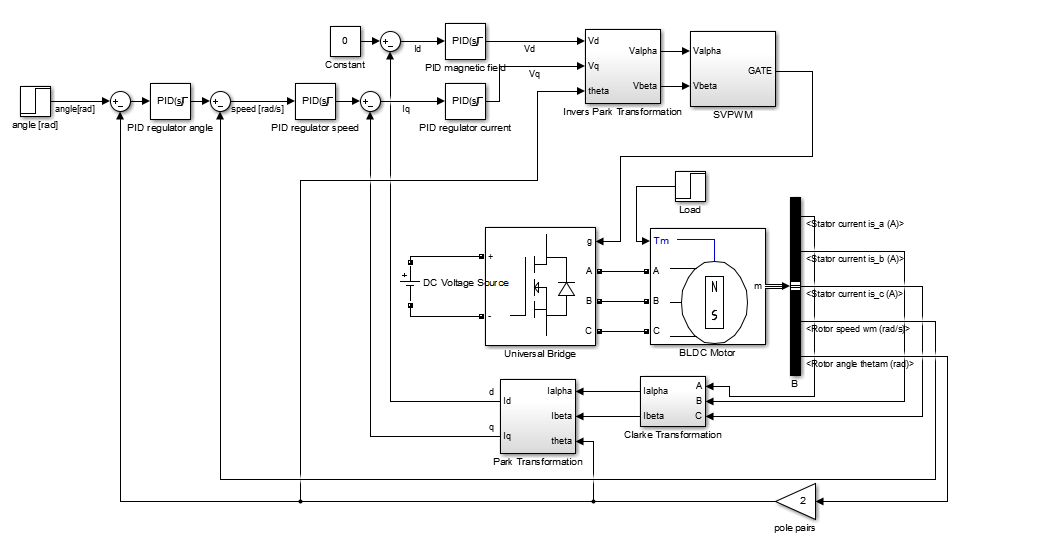 0
Constant
Id
PID(s)
PID magnetic field
Vd
Vq
Vd
Vq
theta
Valpha
Vbeta
Invers Park Transformation
Valpha
Vbeta
GATE
SVPWM
angle [rad]
angle[rad]
PID(s)
PID regulator angle
speed [rad/s]
PID(s)
PID regulator speed
Iq
PID(s)
PID regulator current
Load
DC Voltage Source
+
-
g
A
B
C
Universal Bridge
Tm
A
B
C
N
S
m
BLDC Motor
<Stator current is_a (A)>
<Stator current is_b (A)>
<Stator current is_c (A)>
<Rotor speed wm (rad/s)>
<Rotor angle thetam (rad)>
B
d
q
Id
Iq
Ialpha
Ibeta
theta
Park Transformation
Ialpha
Ibeta
A
B
C
Clarke Transformation
2
pole pairs